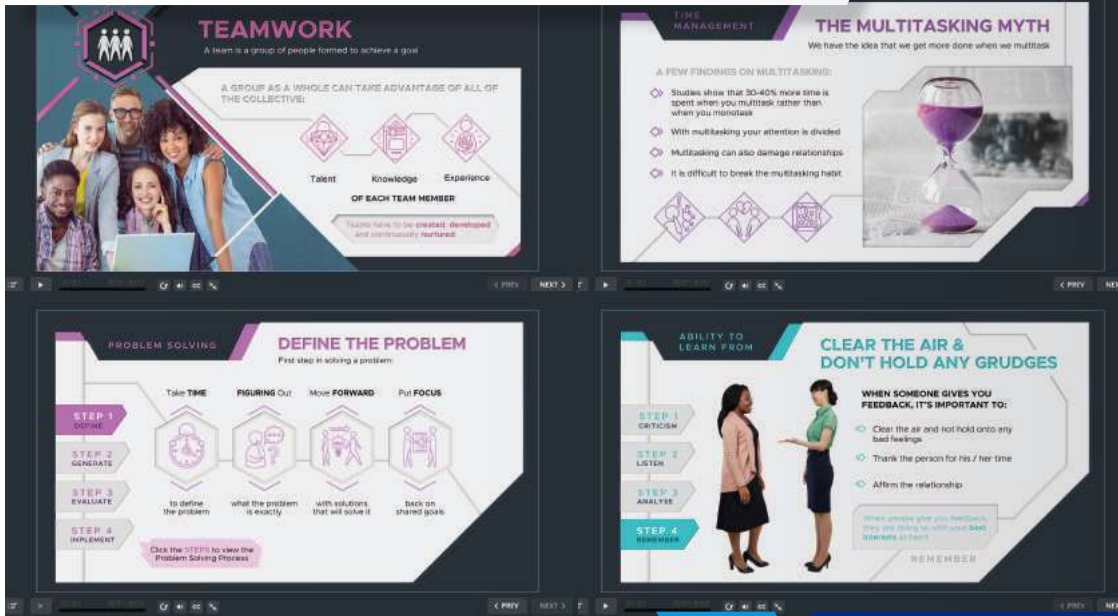 TEAMWORK
A team is a group of people formed to achieve a goal
A GROUP AS A WHOLE CAN TAKE ADVANTAGE OF ALL OF
THE COLLECTIVE:
Talent
Knowledge
Experience
OF EACH TEAM MEMBER
Teams have to be created, developed
and continuously nurtured
< PREV
NEXT >
TIME
MANAGEMENT
THE MULTITASKING MYTH
We have the idea that we get more done when we multitask
A FEW FINDINGS ON MULTITASKING:
Studies show that 30-40% more time is
spent when you multitask rather than
when you monotask
With multitasking your attention is divided
Multitasking can also damage relationships
It is difficult to break the multitasking habit
< PREV
NEX
PROBLEM SOLVING
DEFINE THE PROBLEM
First step in solving a problem:
STEP 1
DEFINE
STEP 2
GENERATE
STEP 3
EVALUATE
STEP 4
IMPLEMENT
Take TIME
to define
the problem
FIGURING Out
what the problem
is exactly
Move FORWARD
with solutions
that will solve it
Put FOCUS
back on
shared goals
Click the STEPS to view the
Problem Solving Process
< PREV
NEXT >
ABILITY TO
LEARN FROM
CLEAR THE AIR &
DON'T HOLD ANY GRUDGES
STEP 1
CRITICISM
STEP 2
LISTEN
STEP 3
ANALYSE
STEP 4
REMEMBER
WHEN SOMEONE GIVES YOU
FEEDBACK, IT'S IMPORTANT TO:
Clear the air and not hold onto any
bad feelings
Thank the person for his / her time
Affirm the relationship
When people give you feedback,
they are doing so with your best
interests at heart
REMEMBER
< PREV
NEX